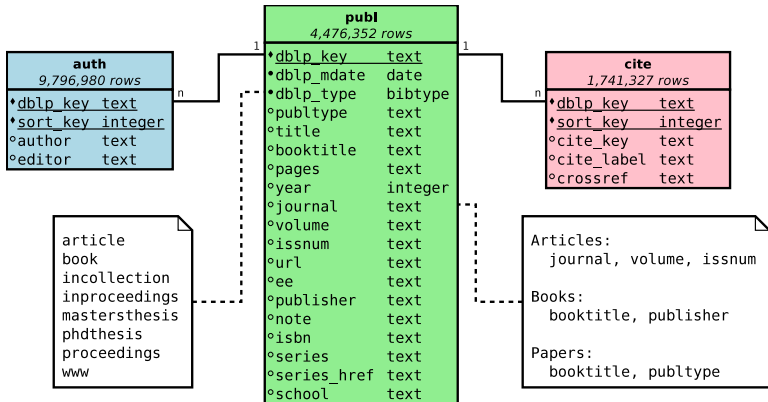 auth
9,796,980 rows
dblp_key text
sort_key integer
author text
editor text
1
n
publ
4,476,352 rows
dblp_key text
dblp_mdate date
dblp_type bibtype
publtype text
title text
booktitle text
pages text
year integer
journal text
volume text
issnum text
url text
ee text
publisher text
note text
isbn text
series text
series_href text
school text
1
n
cite
1,741,327 rows
dblp_key text
sort_key integer
cite_key text
cite_label text
crossref text
article
book
incollection
inproceedings
mastersthesis
phdthesis
proceedings
www
Articles:
journal, volume, issnum
Books:
booktitle, publisher
Papers:
booktitle, publtype